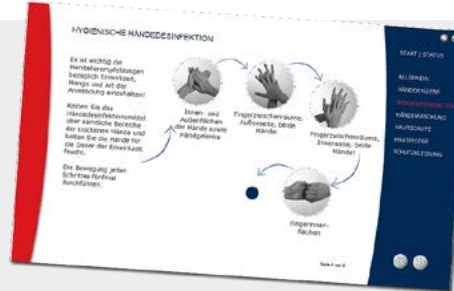 HYGIENISCHE HÄNDEDESINFEKTION
Es ist wichtig die
Herstellerempfehlungen
bezüglich Einwirkzeit,
Menge und Art der
Anwendung einzuhalten!
Reiben Sie das
Händedesinfektionsmittel
über sämtliche Bereiche
der trockenen Hände und
halten Sie die Hände für
die Dauer der Einwirkzeit
feucht.
Die Bewegung jedes
Schrittes fünfmal
durchführen.
Innen- und
Außenflächen
der Hände sowie
Handgelenke
Fingerzwischenräume,
Außenseite, beide
Hände!
Fingerzwischenräume,
Innenseite, beide
Hände!
Fingerinnen-
flächen
START | STATUS
ALLGEMEIN
HÄNDEHYGIENE
HÄNDEWASCHUNG
HAUTSCHUTZ
SCHUTZKLEIDUNG